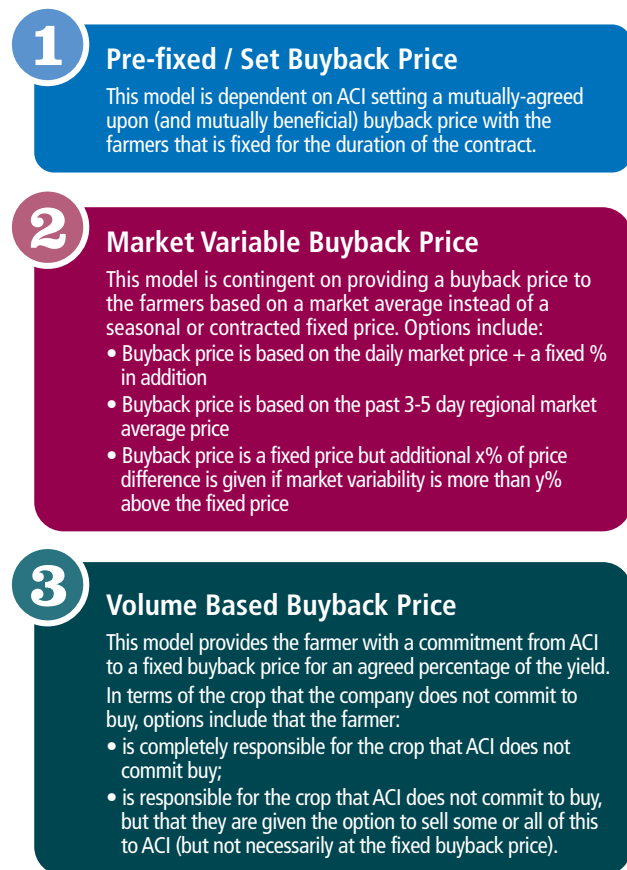 1
Pre-fixed / Set Buyback Price
This model is dependent on ACI setting a mutually-agreed
upon (and mutually beneficial) buyback price with the
farmers that is fixed for the duration of the contract.
2
Market Variable Buyback Price
This model is contingent on providing a buyback price to
the farmers based on a market average instead of a
seasonal or contracted fixed price. Options include:
• Buyback price is based on the daily market price + a fixed %
in addition
• Buyback price is based on the past 3-5 day regional market
average price
• Buyback price is a fixed price but additional x% of price
difference is given if market variability is more than y%
above the fixed price
3
Volume Based Buyback Price
This model provides the farmer with a commitment from ACI
to a fixed buyback price for an agreed percentage of the yield.
In terms of the crop that the company does not commit to
buy, options include that the farmer:
• is completely responsible for the crop that ACI does not
commit buy;
• is responsible for the crop that ACI does not commit to buy,
but that they are given the option to sell some or all of this
to ACI (but not necessarily at the fixed buyback price).